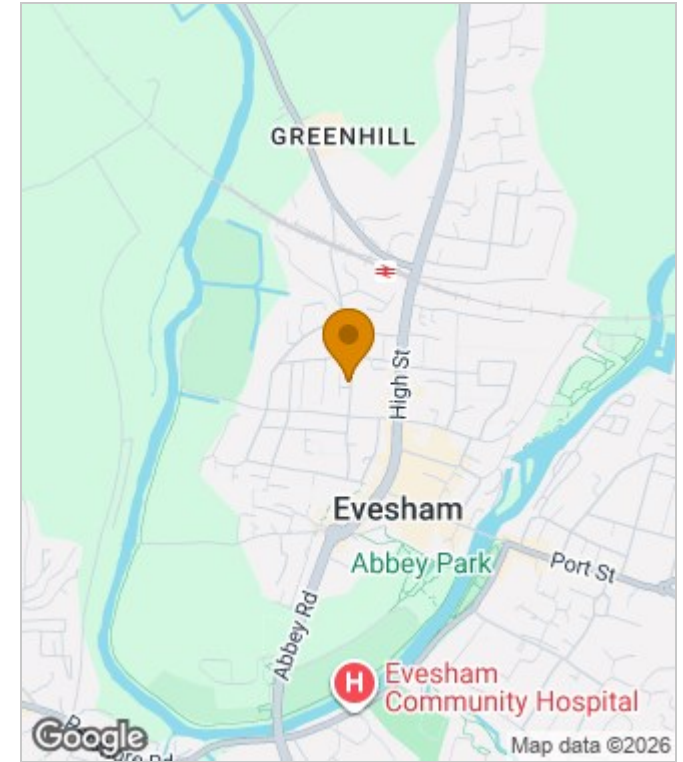 GREENHILL
High St
Evesham
Abbey Park
Port St
Abbey Rd
Evesham
Community Hospital
H
Google
Map data ©2026